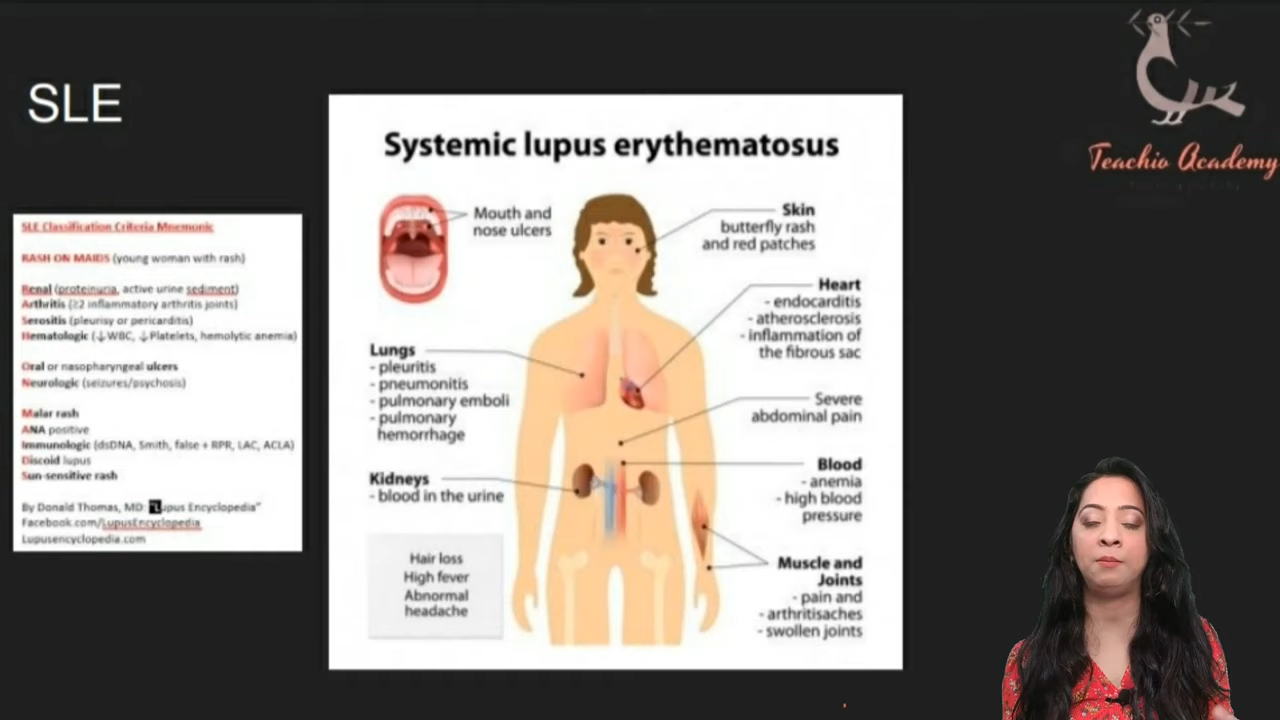 SLE
SLE Classification Criteria Mnemonic
RASH ON MAIDS (young woman with rash)
Renal (proteinuria, active urine sediment)
Arthritis (≥2 inflammatory arthritis joints)
Serositis (pleurisy or pericarditis)
Hematologic (↓WBC, ↓Platelets, hemolytic anemia)
Oral or nasopharyngeal ulcers
Neurologic (seizures/psychosis)
Malar rash
ANA positive
Immunologic (dsDNA, Smith, false + RPR, LAC, ACLA)
Discoid lupus
Sun-sensitive rash
By Donald Thomas, MD: "Lupus Encyclopedia"
Facebook.com/LupusEncyclopedia
Lupusencyclopedia.com
Systemic lupus erythematosus
Mouth and
nose ulcers
Lungs
- pleuritis
- pneumonitis
- pulmonary emboli
- pulmonary
hemorrhage
Kidneys
- blood in the urine
Hair loss
High fever
Abnormal
headache
Skin
butterfly rash
and red patches
Heart
- endocarditis
- atherosclerosis
- inflammation of
the fibrous sac
Severe
abdominal pain
Blood
- anemia
- high blood
pressure
Muscle and
Joints
- pain and
- arthritisaches
- swollen joints
Teachio Academy